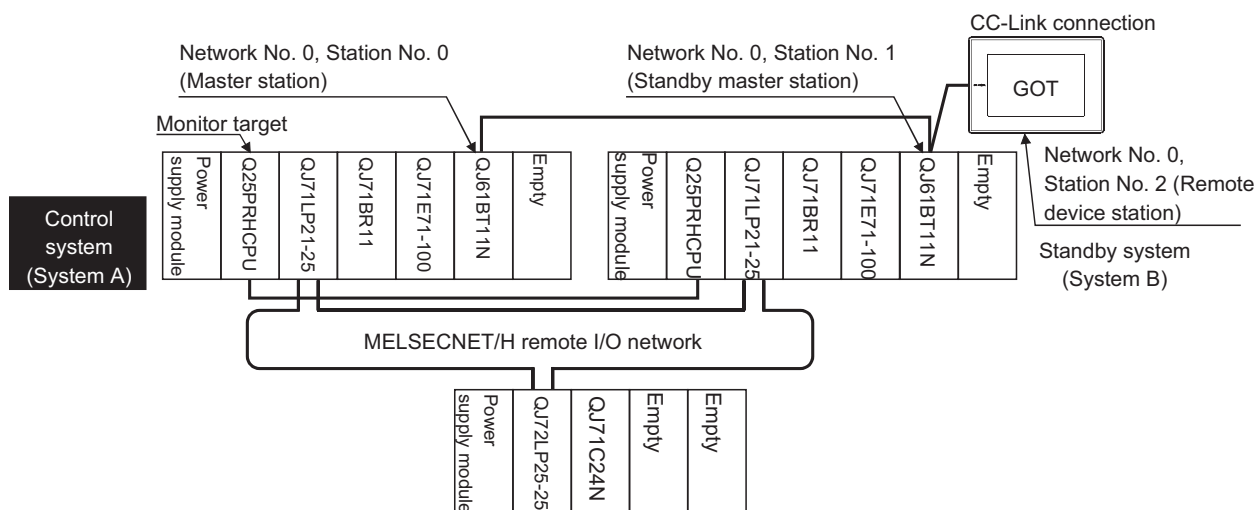 CC-Link connection
Network No. 0, Station No. 0
(Master station)
Network No. 0, Station No. 1
(Standby master station)
GOT
Monitor target
Network No. 0,
Station No. 2 (Remote
device station)
Control
system
(System A)
Power
supply module
Q25PRHCPU
QJ71LP21-25
QJ71BR11
QJ71E71-100
QJ61BT11N
Empty
Power
supply module
Q25PRHCPU
QJ71LP21-25
QJ71BR11
QJ71E71-100
QJ61BT11N
Empty
Standby system
(System B)
MELSECNET/H remote I/O network
Power
supply module
QJ72LP25-25
QJ71C24N
Empty
Empty